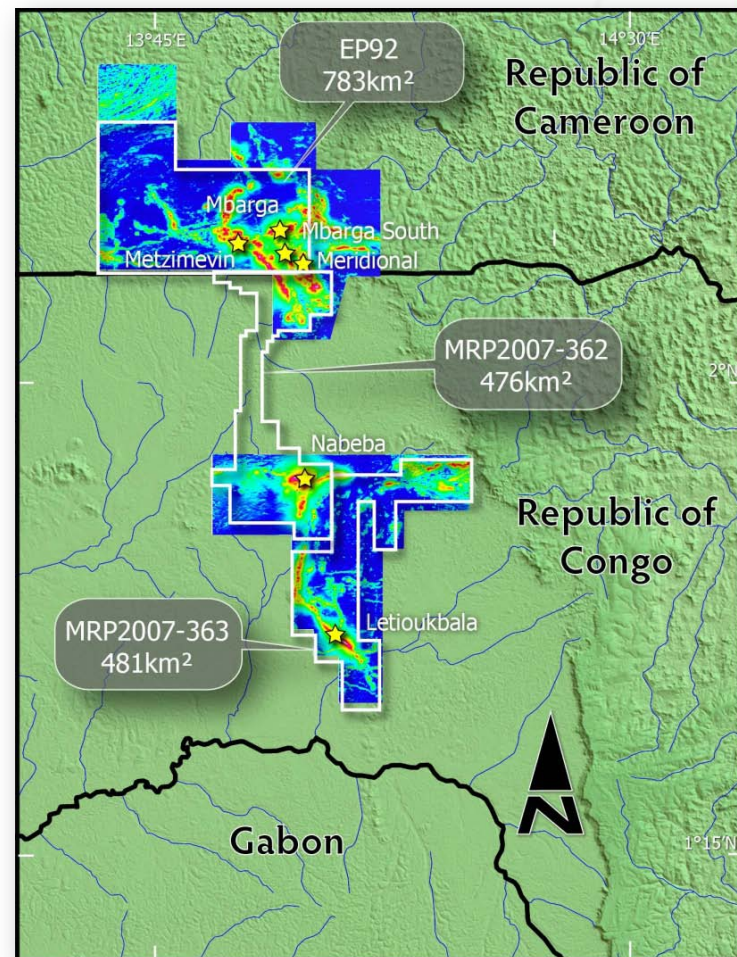 13°45'E
14°30'E
EP92
783km²
Republic of
Cameroon
Mbarga
Mbarga South
Metzimevin
Meridional
MRP2007-362
476km²
2°N
Nabeba
Republic of
Congo
MRP2007-363
481km²
Letioukbala
N
Gabon
1°15'N